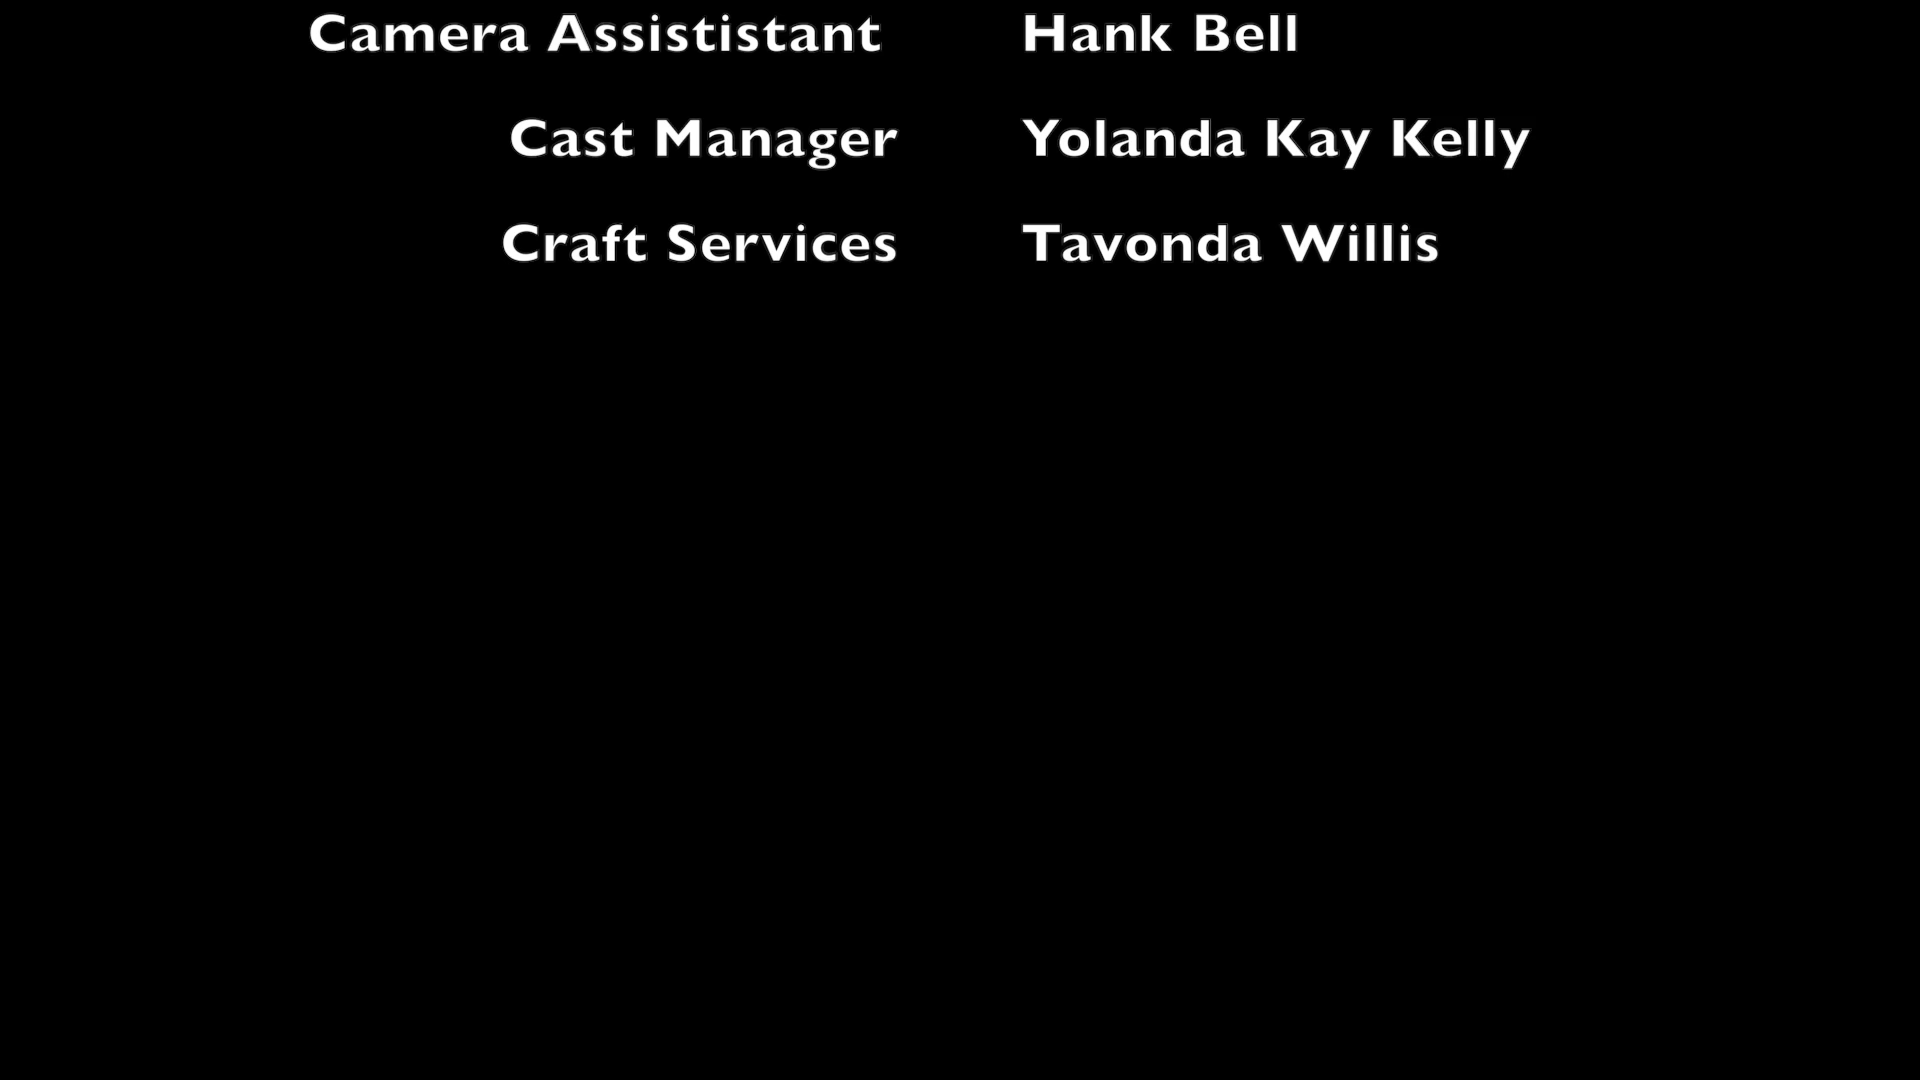 Camera Assististant Hank Bell
Cast Manager Yolanda Kay Kelly
Craft Services Tavonda Willis